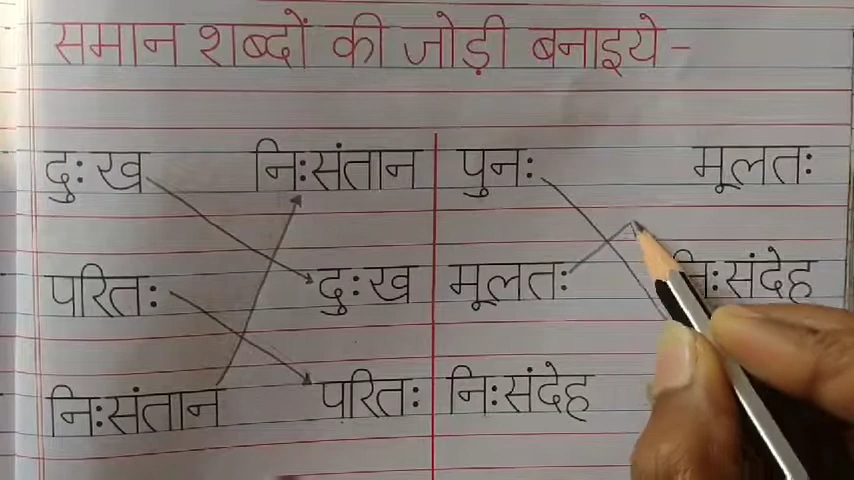 समान शब्दों की जोड़ी बनाइये -
दुःख निःसंतान पुनः मूलतः
परितः दुःख मूलतः निःसंदेह
निःसंतान परितः निःसंदेह